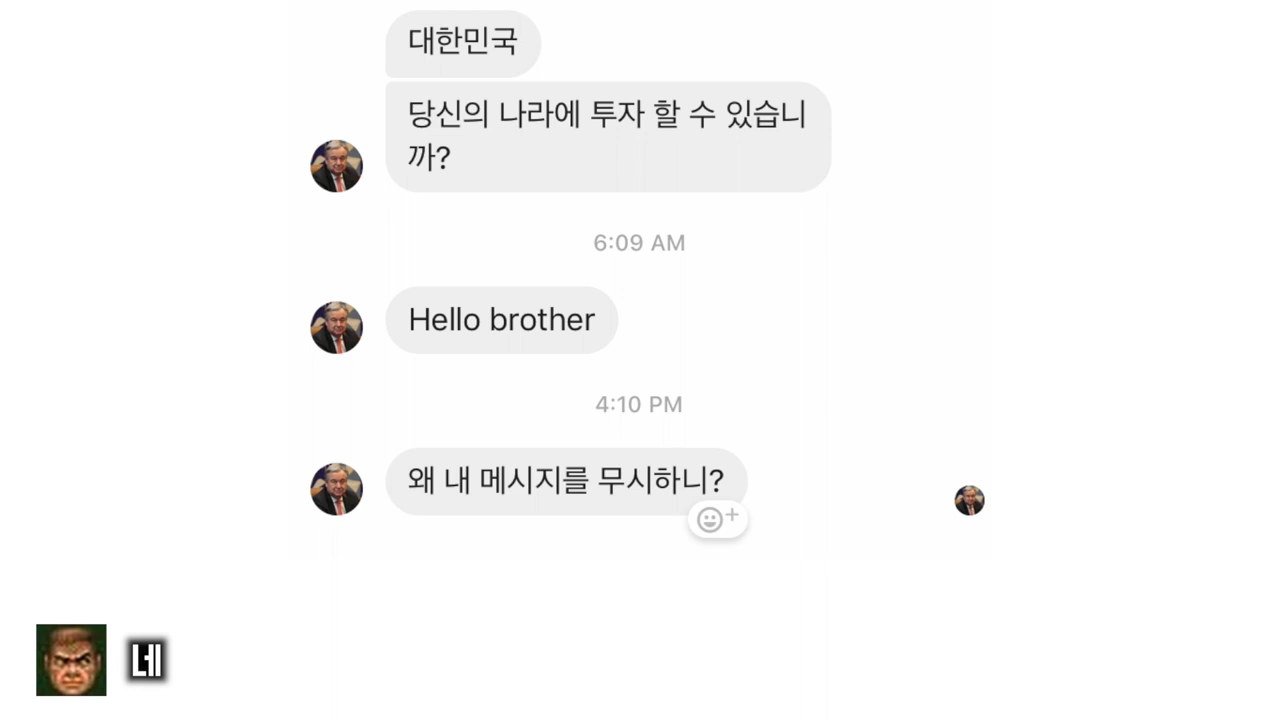 대한민국
당신의 나라에 투자 할 수 있습니
까?
6:09 AM
Hello brother
4:10 PM
왜 내 메시지를 무시하니?
네